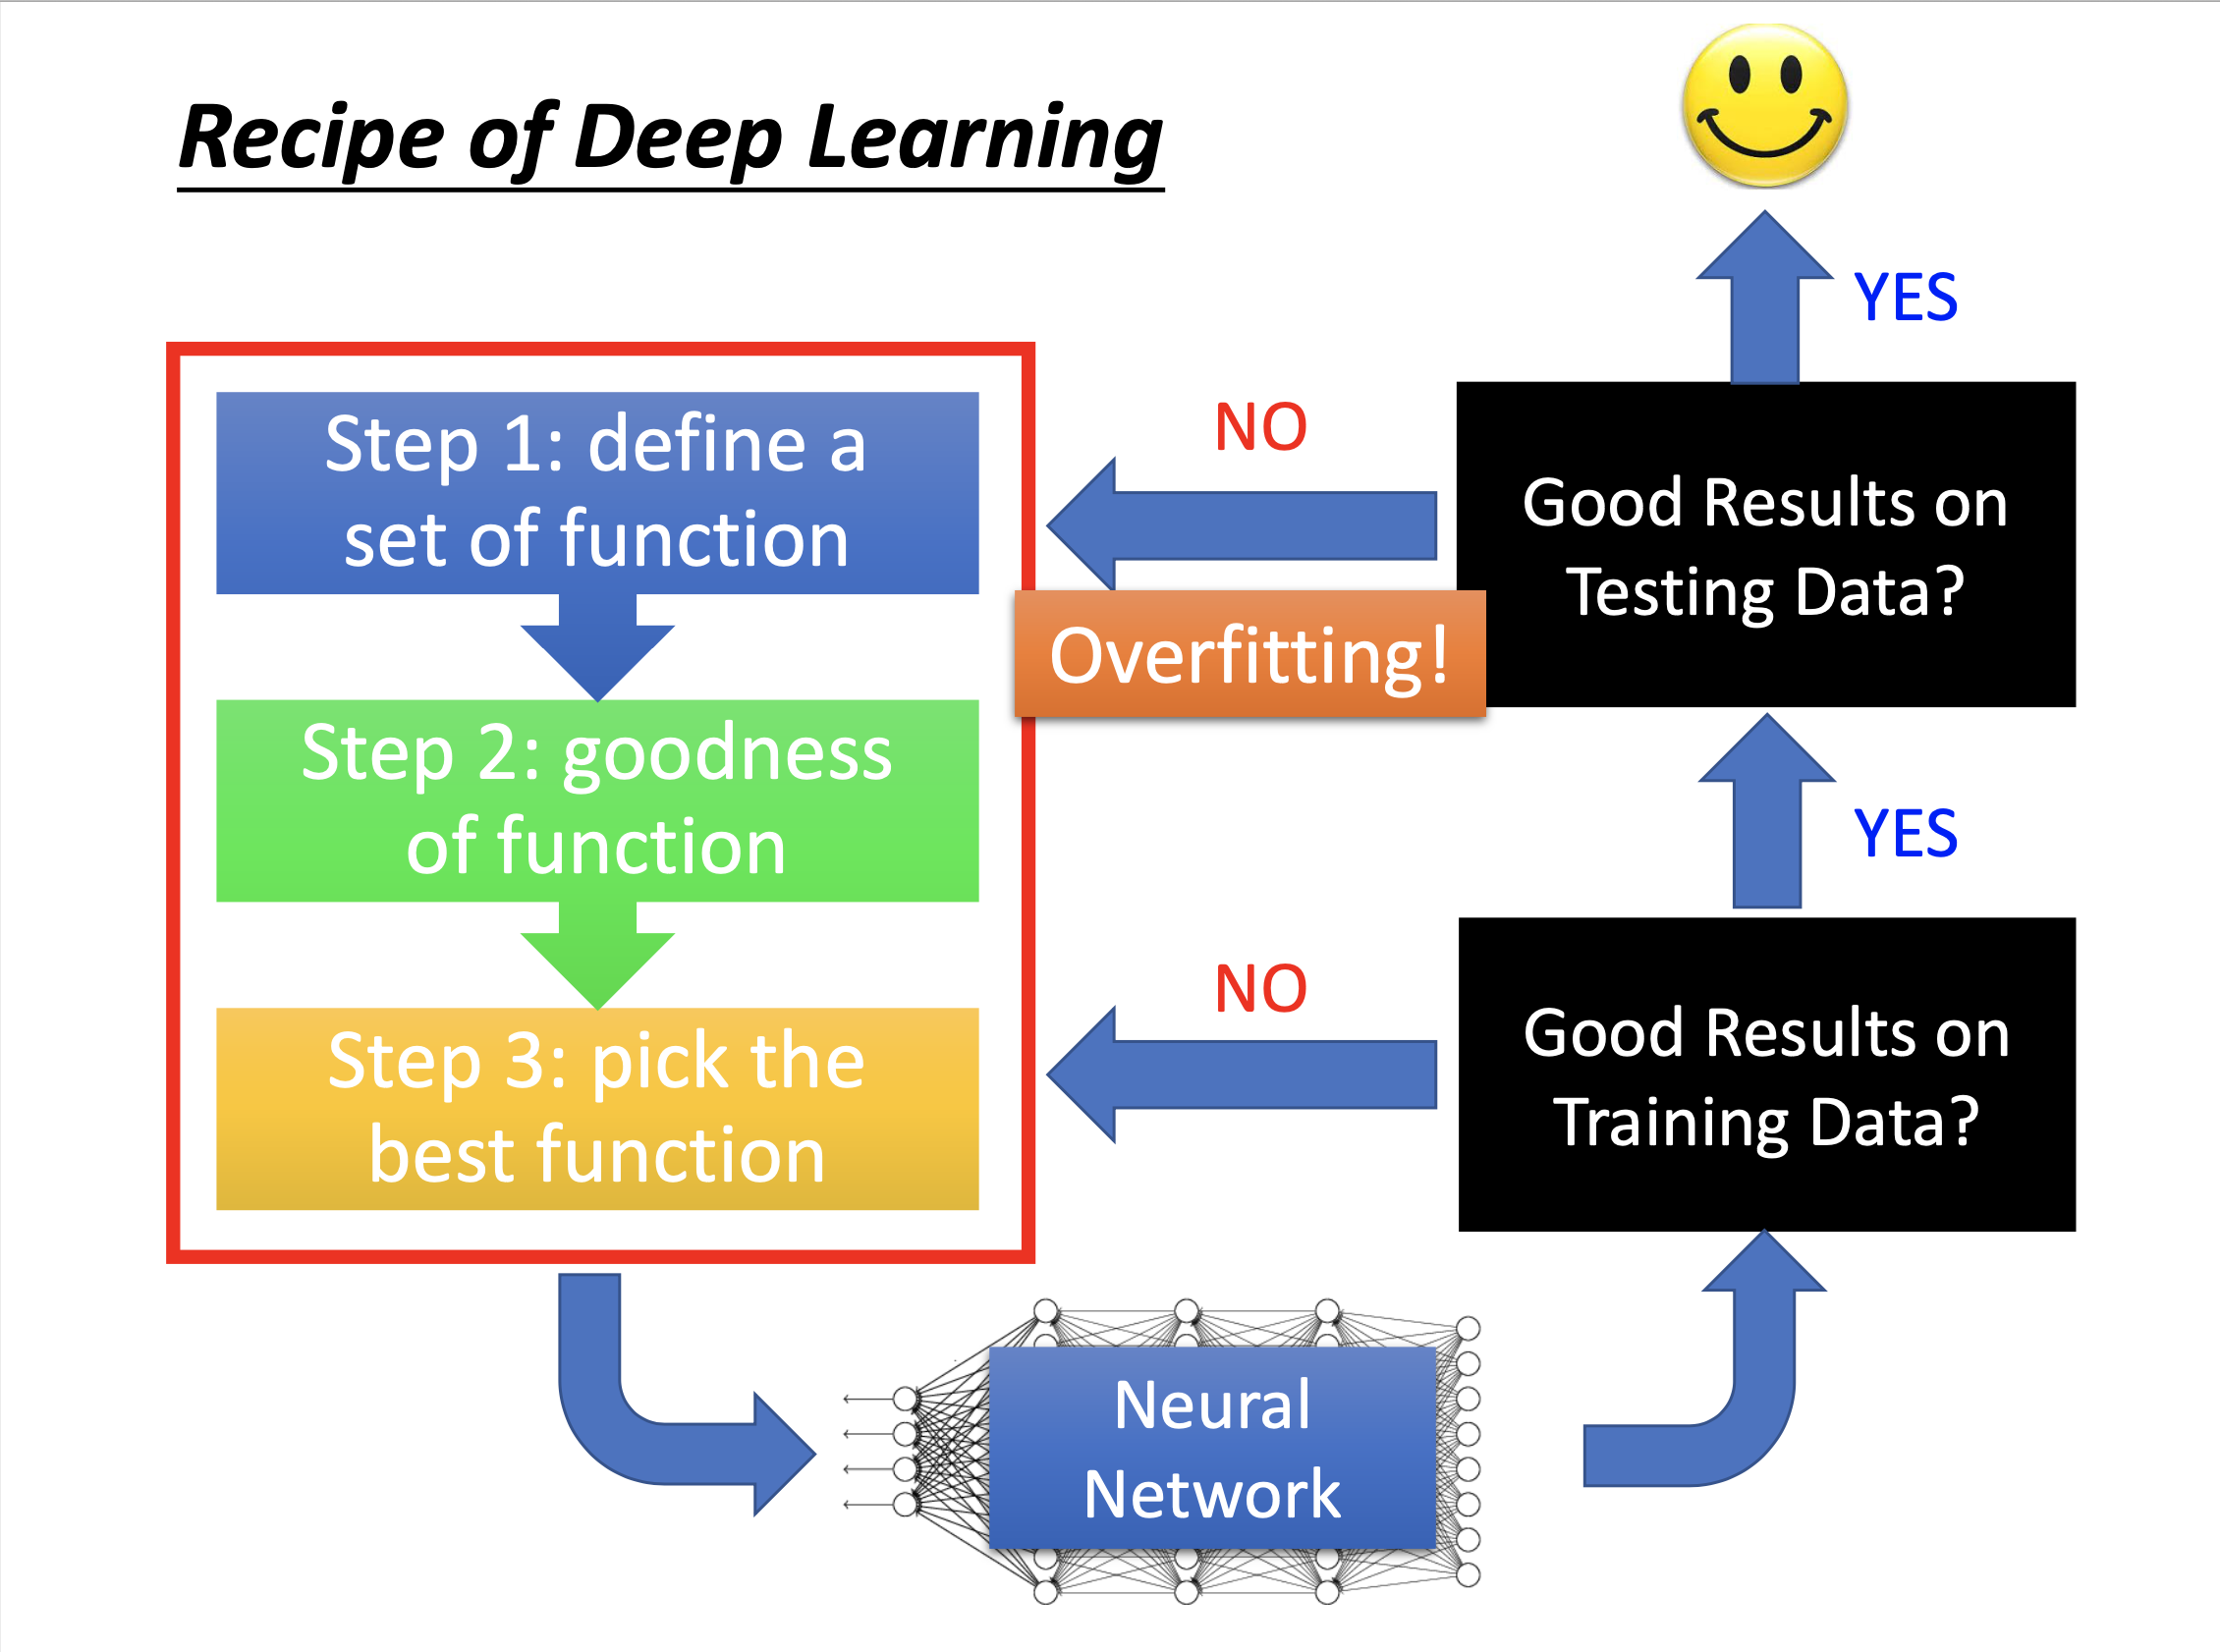 Recipe of Deep Learning
YES
Step 1: define a
set of function
NO
Good Results on
Testing Data?
Overfitting!
Step 2: goodness
of function
YES
Step 3: pick the
best function
NO
Good Results on
Training Data?
Neural
Network